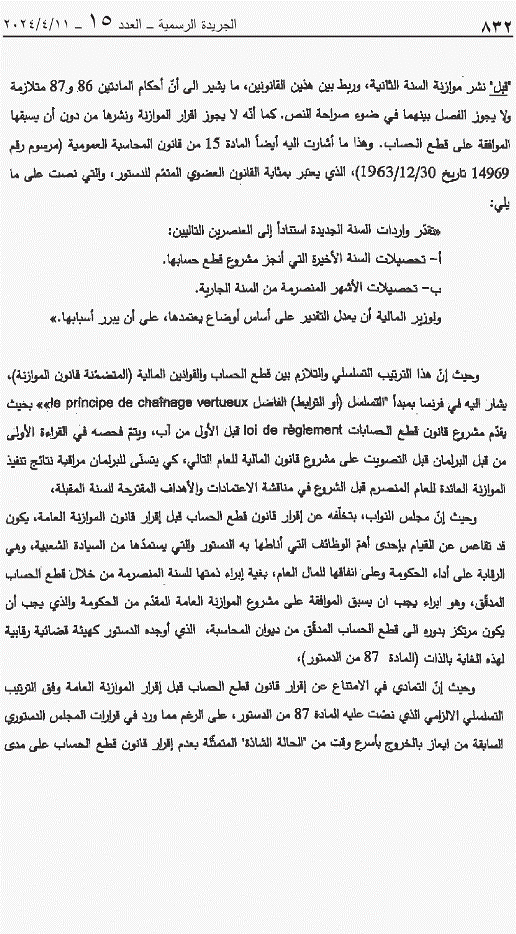 ٨٣٢
الجريدة الرسمية ــ العدد ١٥ ــ ٢٠٢٤/٤/١١
"قبل" نشر موازنة السنة الثانية، وربط بين هذين القانونين، ما يشير الى أنّ أحكام المادتين 86 و87 متلازمة
ولا يجوز الفصل بينهما في ضوء صراحة النص. كما أنّه لا يجوز اقرار الموازنة ونشرها من دون أن يسبقها
الموافقة على قطع الحساب. وهذا ما أشارت اليه أيضاً المادة 15 من قانون المحاسبة العمومية (مرسوم رقم
14969 تاريخ 1963/12/30)، الذي يعتبر بمثابة القانون العضوي المتمّم للدستور، والتي نصت على ما
يلي:
«تقدّر واردات السنة الجديدة استناداً إلى العنصرين التاليين:
أ- تحصيلات السنة الأخيرة التي أنجز مشروع قطع حسابها.
ب- تحصيلات الأشهر المنصرمة من السنة الجارية.
ولوزير المالية أن يعدل التقدير على أساس أوضاع يعتمدها، على أن يبرر أسبابها.»
وحيث إنّ هذا الترتيب التسلسلي والتلازم بين قطع الحساب والقوانين المالية (المتضمّنة قانون الموازنة)،
يشار اليه في فرنسا بمبدأ "التسلسل (أو الترابط) الفاضل le principe de chaînage vertueux»» بحيث
يقدّم مشروع قانون قطع الحسابات loi de règlement قبل الأول من آب، ويتمّ فحصه في القراءة الأولى
من قبل البرلمان قبل التصويت على مشروع قانون المالية للعام التالي، كي يتسنّى للبرلمان مراقبة نتائج تنفيذ
الموازنة العائدة للعام المنصرم قبل الشروع في مناقشة الاعتمادات والأهداف المقترحة للسنة المقبلة،
وحيث إنّ مجلس النواب، بتخلّفه عن إقرار قانون قطع الحساب قبل إقرار قانون الموازنة العامة، يكون
قد تقاعس عن القيام بإحدى أهمّ الوظائف التي أناطها به الدستور والتي يستمدّها من السيادة الشعبية، وهي
الرقابة على أداء الحكومة وعلى انفاقها للمال العام، بغية إبراء ذمتها للسنة المنصرمة من خلال قطع الحساب
المدقّق، وهو ابراء يجب ان يسبق الموافقة على مشروع الموازنة العامة المقدّم من الحكومة والذي يجب أن
يكون مرتكز بدوره الى قطع الحساب المدقّق من ديوان المحاسبة، الذي أوجده الدستور كهيئة قضائية رقابية
لهذه الغاية بالذات (المادة 87 من الدستور)،
وحيث إنّ التمادي في الامتناع عن إقرار قانون قطع الحساب قبل إقرار الموازنة العامة وفق الترتيب
التسلسلي الالزامي الذي نصّت عليه المادة 87 من الدستور، على الرغم مما ورد في قرارات المجلس الدستوري
السابقة من ايعاز بالخروج بأسرع وقت من "الحالة الشاذة" المتمثّلة بعدم إقرار قانون قطع الحساب على مدى